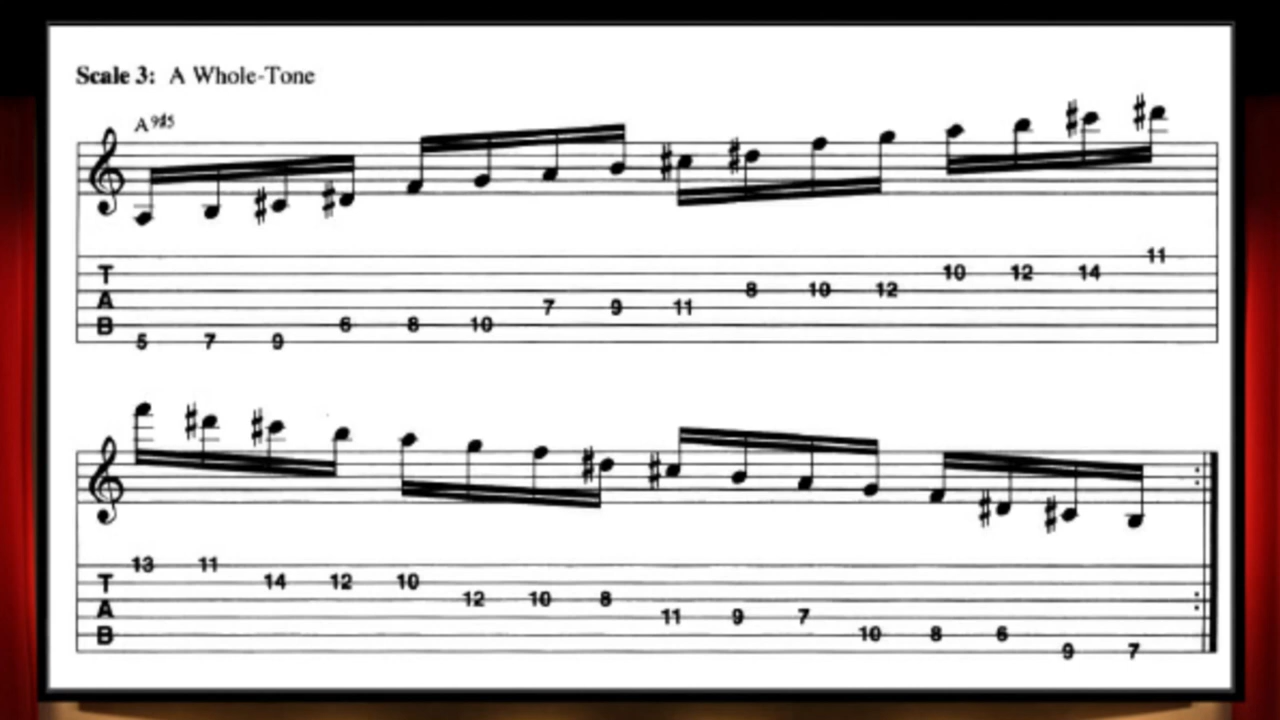 Scale 3: A Whole-Tone
A9#5
11
10 12 14
T
8 10 12
A
7 9 11
B
6 8 10
5 7 9
13 11
T
14 12 10
12 10 8
A
11 9 7
B
10 8 6
9 7